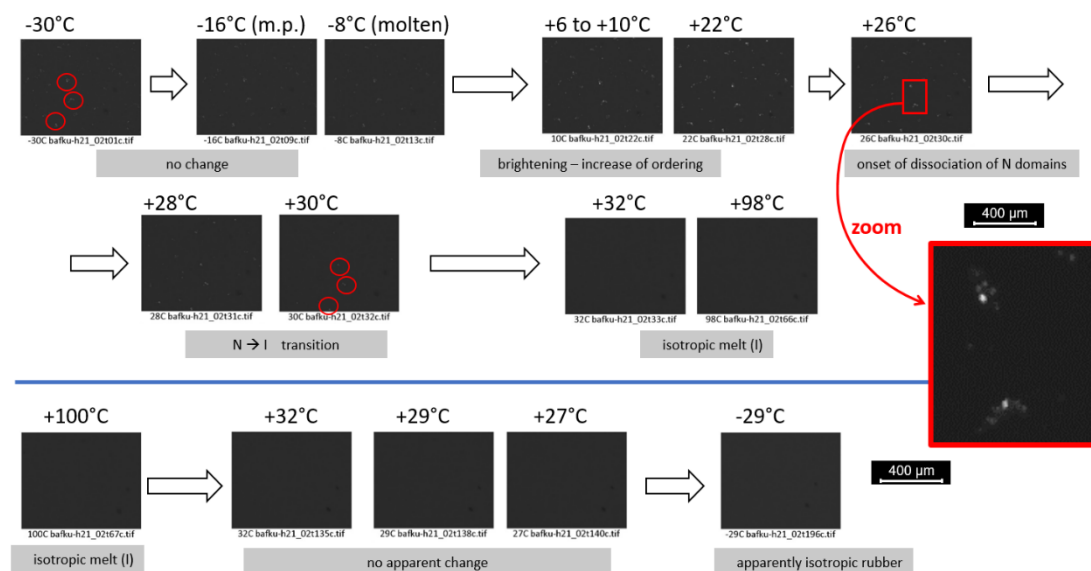 -30°C
-16°C (m.p.)
-8°C (molten)
+6 to +10°C
+22°C
+26°C
-30C bafku-h21_02t01c.tif
-16C bafku-h21_02t09c.tif
-8C bafku-h21_02t13c.tif
10C bafku-h21_02t22c.tif
22C bafku-h21_02t28c.tif
26C bafku-h21_02t30c.tif
no change
brightening – increase of ordering
onset of dissociation of N domains
+28°C
+30°C
+32°C
+98°C
zoom
400 µm
28C bafku-h21_02t31c.tif
30C bafku-h21_02t32c.tif
32C bafku-h21_02t33c.tif
98C bafku-h21_02t66c.tif
N → I transition
isotropic melt (I)
+100°C
+32°C
+29°C
+27°C
-29°C
400 µm
100C bafku-h21_02t67c.tif
32C bafku-h21_02t135c.tif
29C bafku-h21_02t138c.tif
27C bafku-h21_02t140c.tif
-29C bafku-h21_02t196c.tif
isotropic melt (I)
no apparent change
apparently isotropic rubber